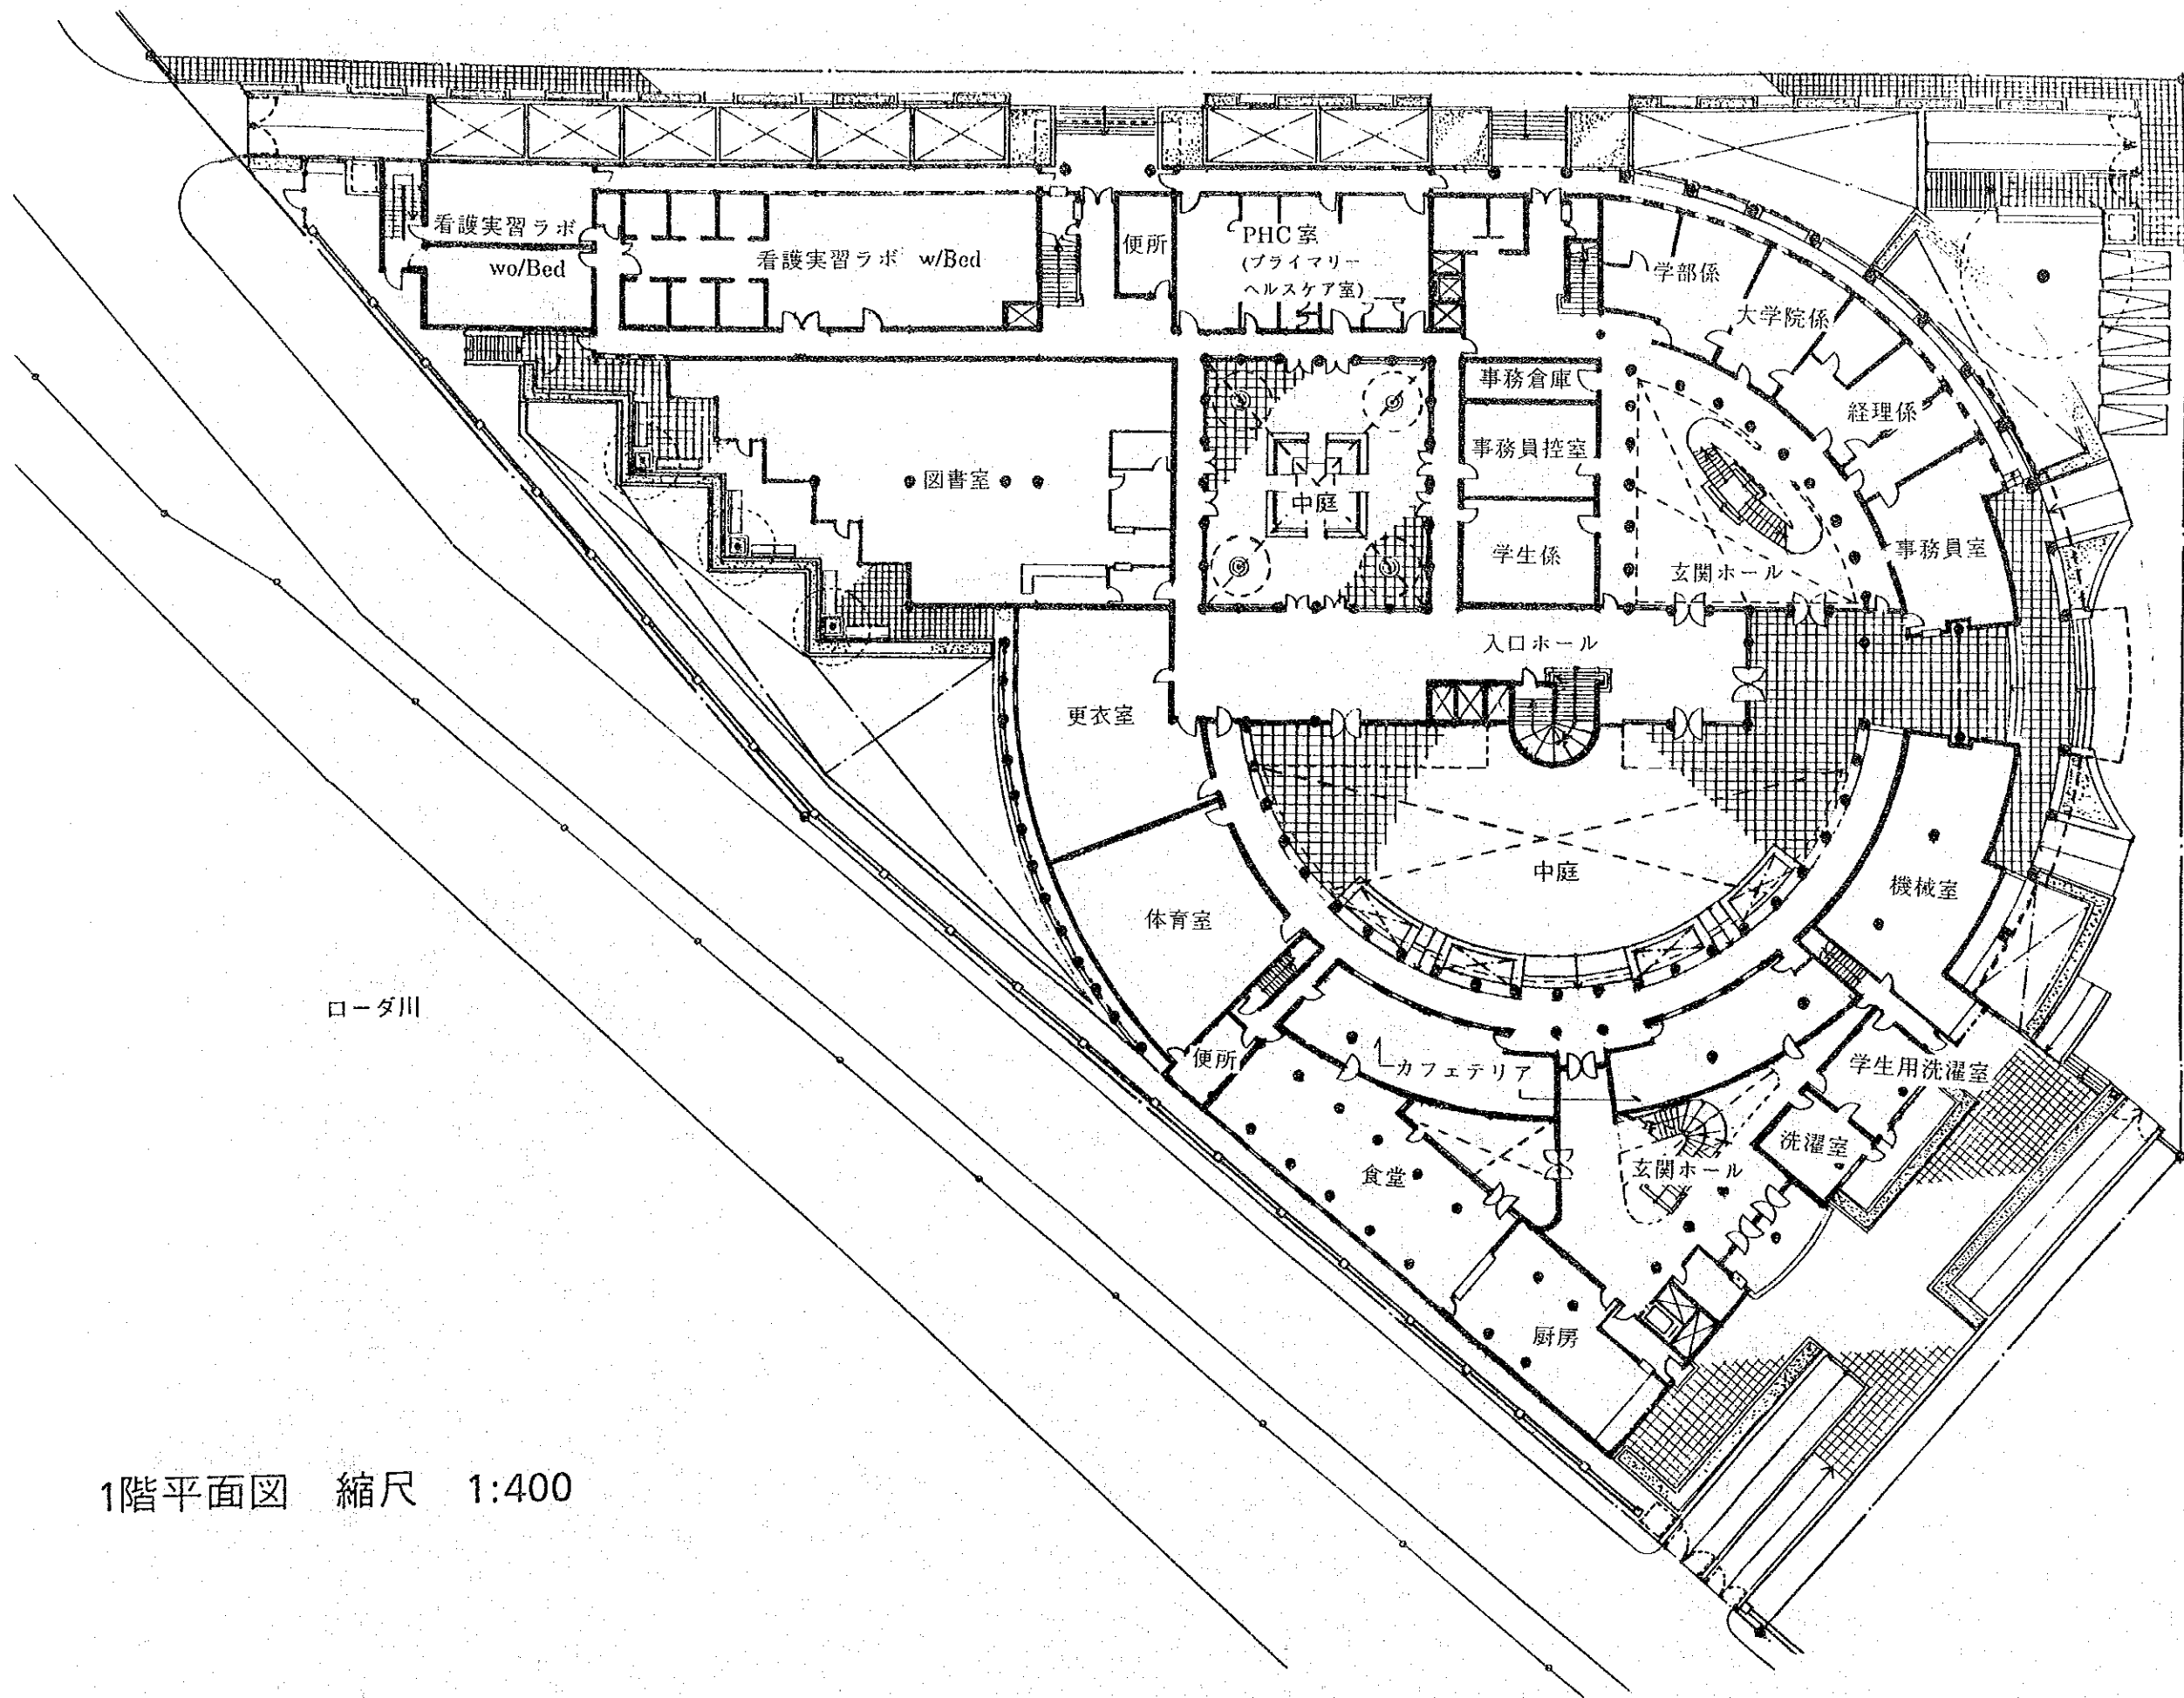 看護実習ラボ
wo/Bed
看護実習ラボ w/Bed
便所
PHC室
(プライマリー
ヘルスケア室)
学部係
大学院係
経理係
事務員室
事務倉庫
事務員控室
学生係
中庭
図書室
玄関ホール
入口ホール
更衣室
中庭
機械室
体育室
ローダ川
便所
カフェテリア
学生用洗濯室
洗濯室
玄関ホール
食堂
厨房
1階平面図 縮尺 1:400